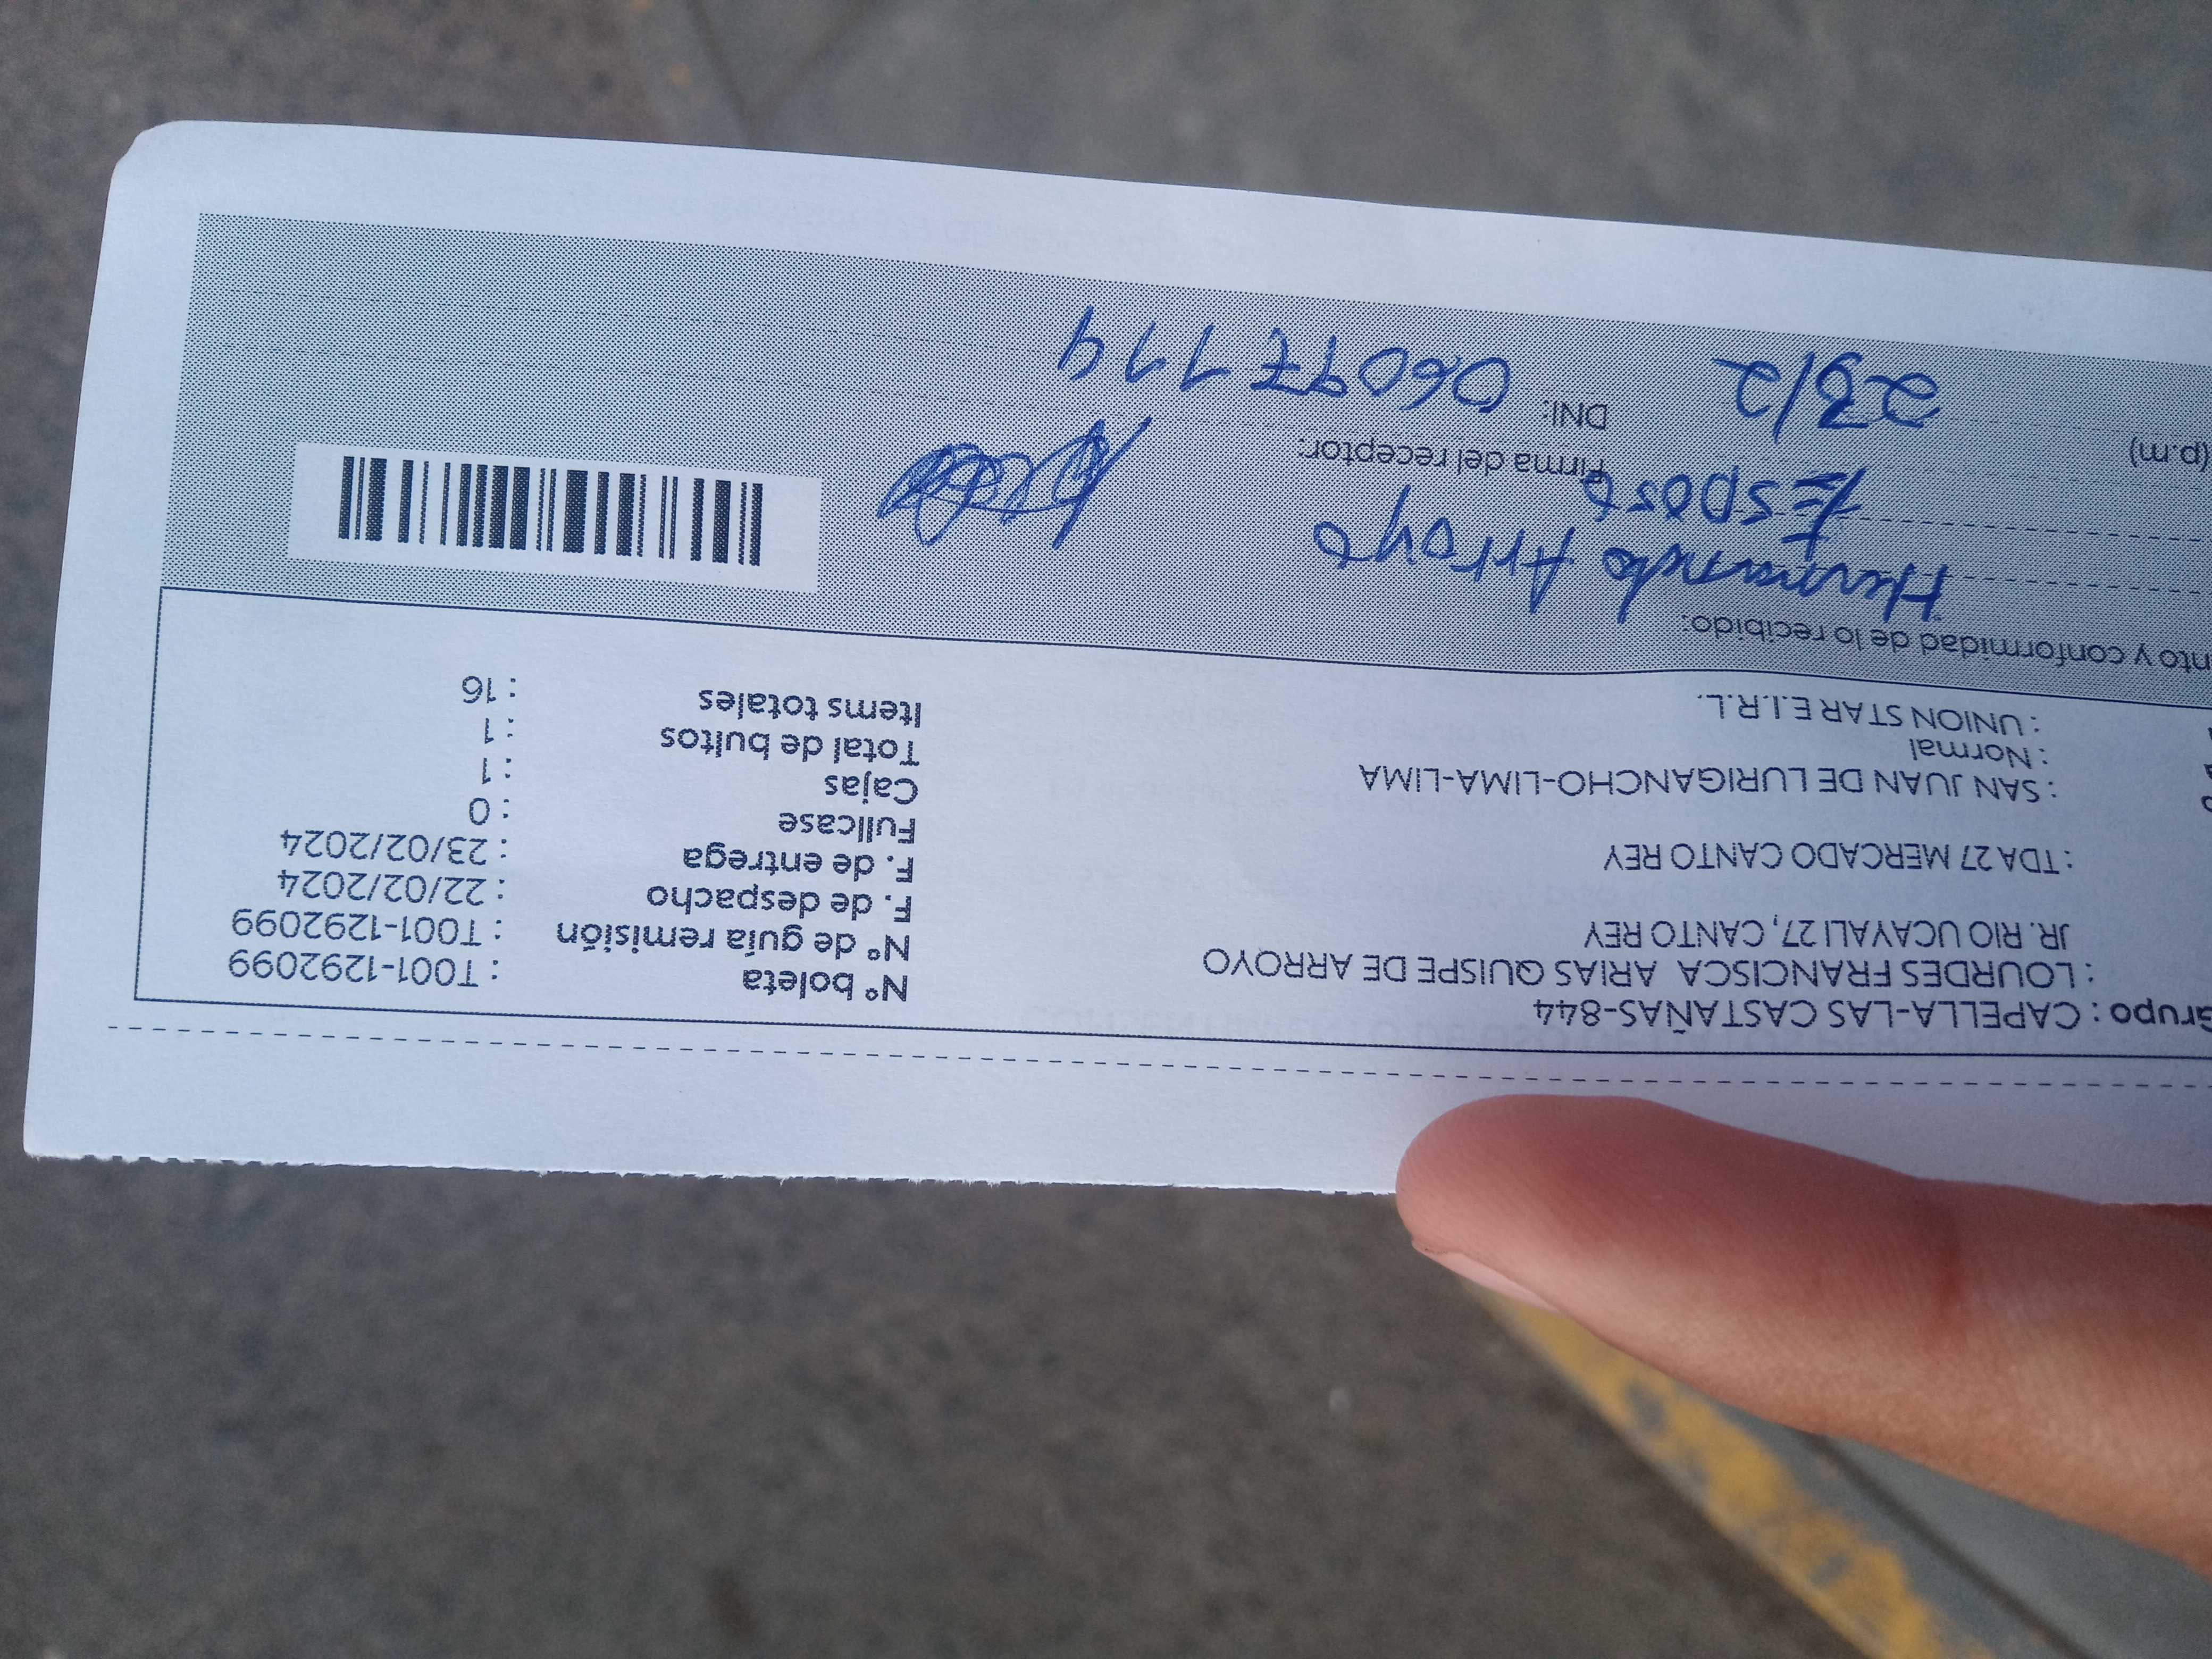 Grupo : CAPELLA-LAS CASTAÑAS-844
: LOURDES FRANCISCA ARIAS QUISPE DE ARROYO
JR. RIO UCAYALI 27, CANTO REY
: TDA 27 MERCADO CANTO REY
: SAN JUAN DE LURIGANCHO-LIMA-LIMA
: Normal
: UNION STAR E.I.R.L.
N° boleta : T001-1292099
N° de guía remisión : T001-1292099
F. de despacho : 22/02/2024
F. de entrega : 23/02/2024
Fullcase : 0
Cajas : 1
Total de bultos : 1
Items totales : 16
nto y conformidad de lo recibido:
Arroyo
Esposo
Firma del receptor:
(p.m)
23/2
DNI: